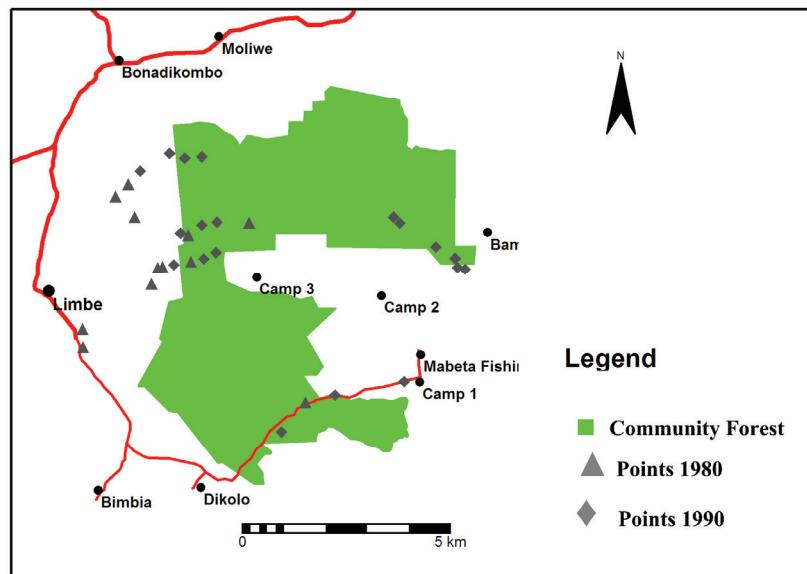 N
Moliwe
Bonadikombo
Bam
Camp 3
Camp 2
Limbe
Mabeta Fishin
Camp 1
Bimbia
Dikolo
0
5 km
Legend
Community Forest
Points 1980
Points 1990